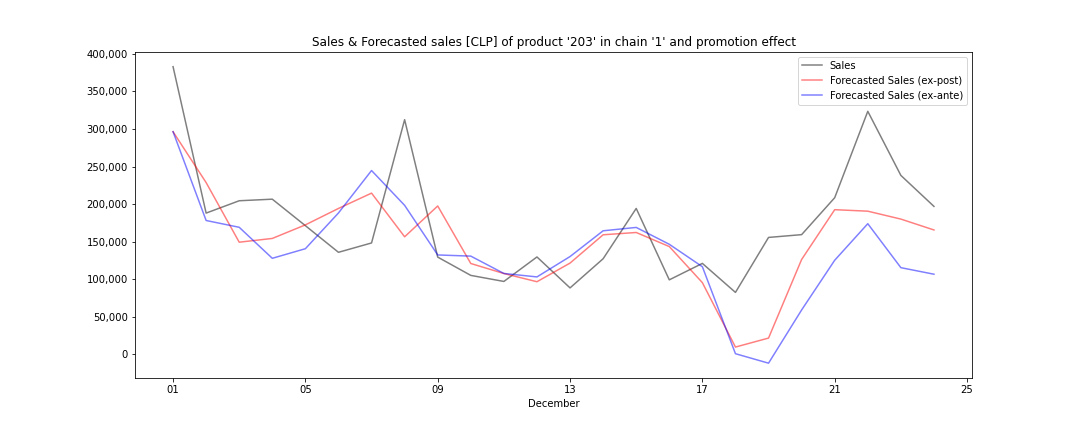 Sales & Forecasted sales [CLP] of product '203' in chain '1' and promotion effect
Sales
Forecasted Sales (ex-post)
Forecasted Sales (ex-ante)
400,000
350,000
300,000
250,000
200,000
150,000
100,000
50,000
0
01 05 09 13 17 21 25
December